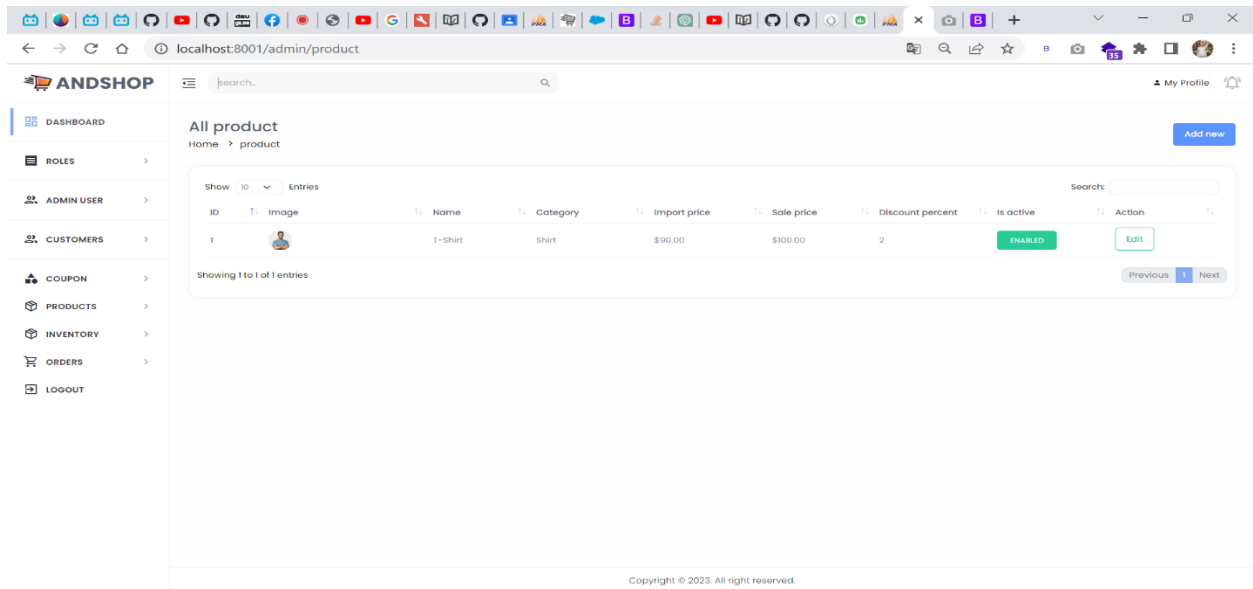 localhost:8001/admin/product
35
ANDSHOP
search..
My Profile
DASHBOARD
ROLES
ADMIN USER
CUSTOMERS
COUPON
PRODUCTS
INVENTORY
ORDERS
LOGOUT
All product
Home > product
Add new
Show 10 Entries
Search:
ID Image Name Category Import price Sale price Discount percent Is active Action
1 T-Shirt Shirt $90.00 $100.00 2 ENABLED Edit
Showing 1 to 1 of 1 entries
Previous 1 Next
Copyright © 2023. All right reserved.